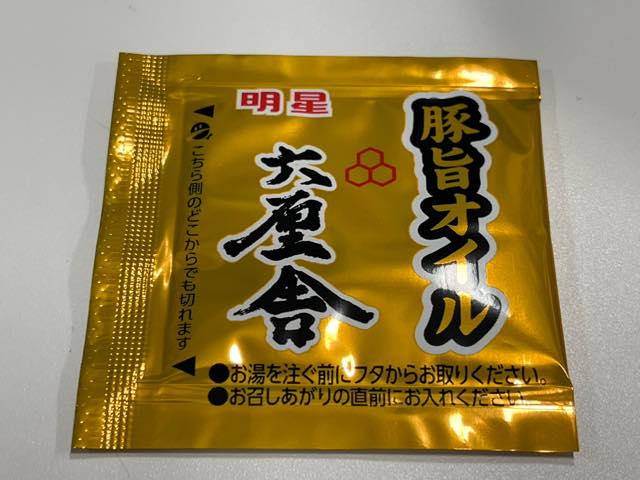 豚旨オイル
明星
六厘舎
こちら側のどこからでも切れます
●お湯を注ぐ前にフタからお取りください。
●お召しあがりの直前にお入れください。